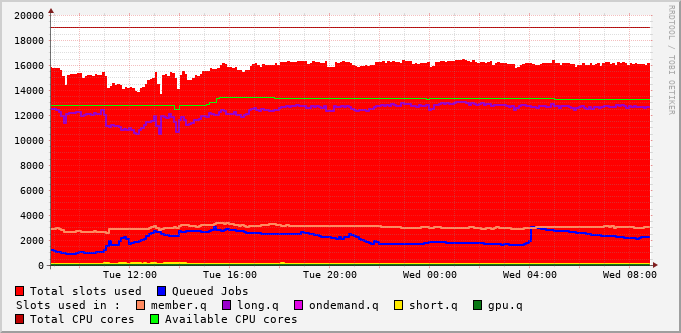 RRDTOOL / TOBI OETIKER
20000
18000
16000
14000
12000
10000
8000
6000
4000
2000
0
Tue 12:00 Tue 16:00 Tue 20:00 Wed 00:00 Wed 04:00 Wed 08:00
Total slots used Queued Jobs
Slots used in : member.q long.q ondemand.q short.q gpu.q
Total CPU cores Available CPU cores